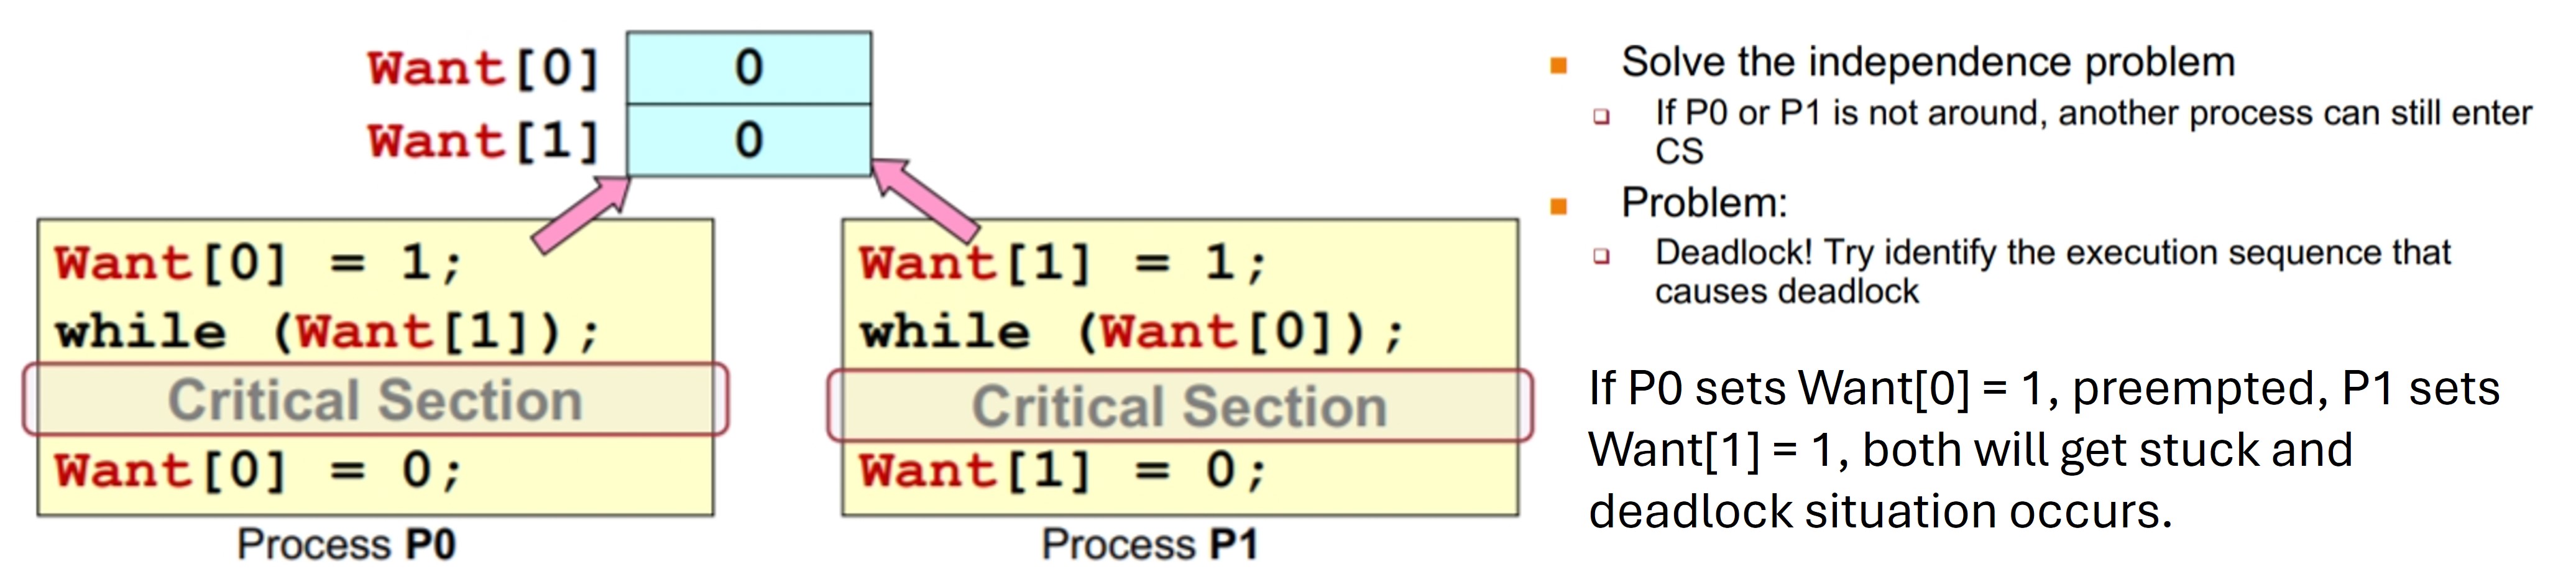 Want[0] 0
Want[1] 0
Want[0] = 1;
while (Want[1]);
Critical Section
Want[0] = 0;
Process P0
Want[1] = 1;
while (Want[0]);
Critical Section
Want[1] = 0;
Process P1
Solve the independence problem
If P0 or P1 is not around, another process can still enter
CS
Problem:
Deadlock! Try identify the execution sequence that
causes deadlock
If P0 sets Want[0] = 1, preempted, P1 sets
Want[1] = 1, both will get stuck and
deadlock situation occurs.